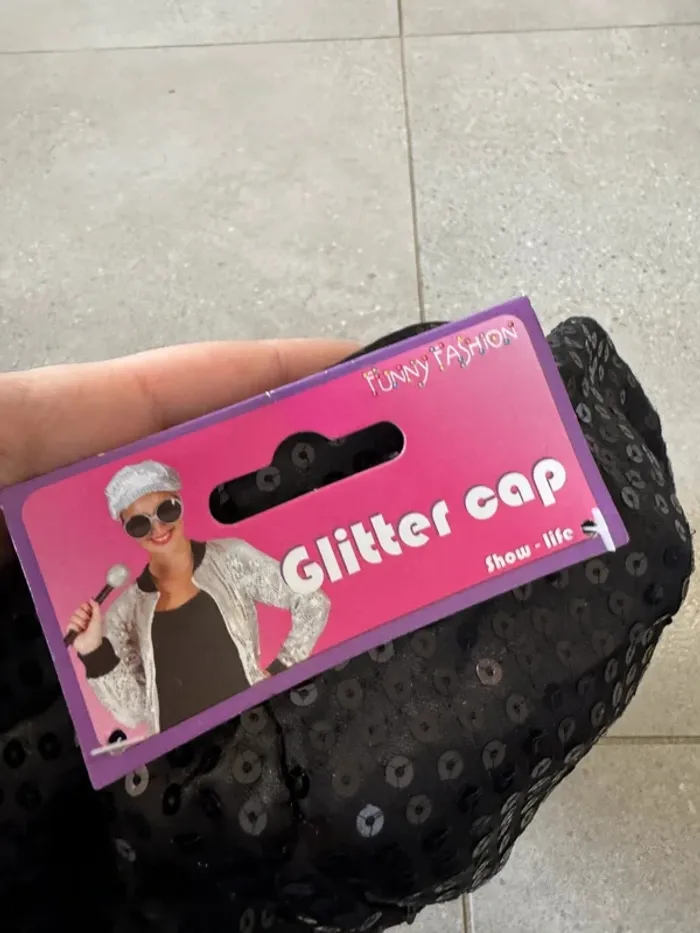 FUNNY FASHION
Glitter cap
Show - life